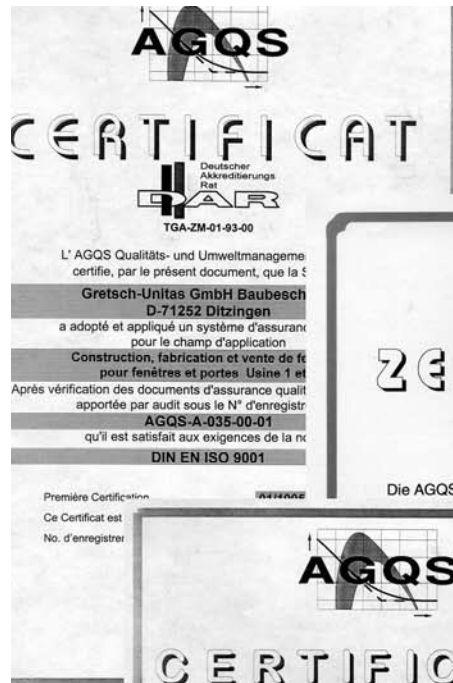 AGQS
CERTIFICAT
Deutscher
Akkreditierungs
Rat
DAR
TGA-ZM-01-93-00
L' AGQS Qualitäts- und Umweltmanageme
certifie, par le présent document, que la S
Gretsch-Unitas GmbH Baubesch
D-71252 Ditzingen
a adopté et appliqué un système d'assuranc
pour le champ d'application
Construction, fabrication et vente de fe
pour fenêtres et portes Usine 1 et
Après vérification des documents d'assurance qualit
apportée par audit sous le N° d'enregistr
AGQS-A-035-00-01
qu'il est satisfait aux exigences de la no
DIN EN ISO 9001
Première Certification 01/1995
Ce Certificat est
No. d'enregistrer
ZE
Die AGQS
AGQS
CERTIFIC